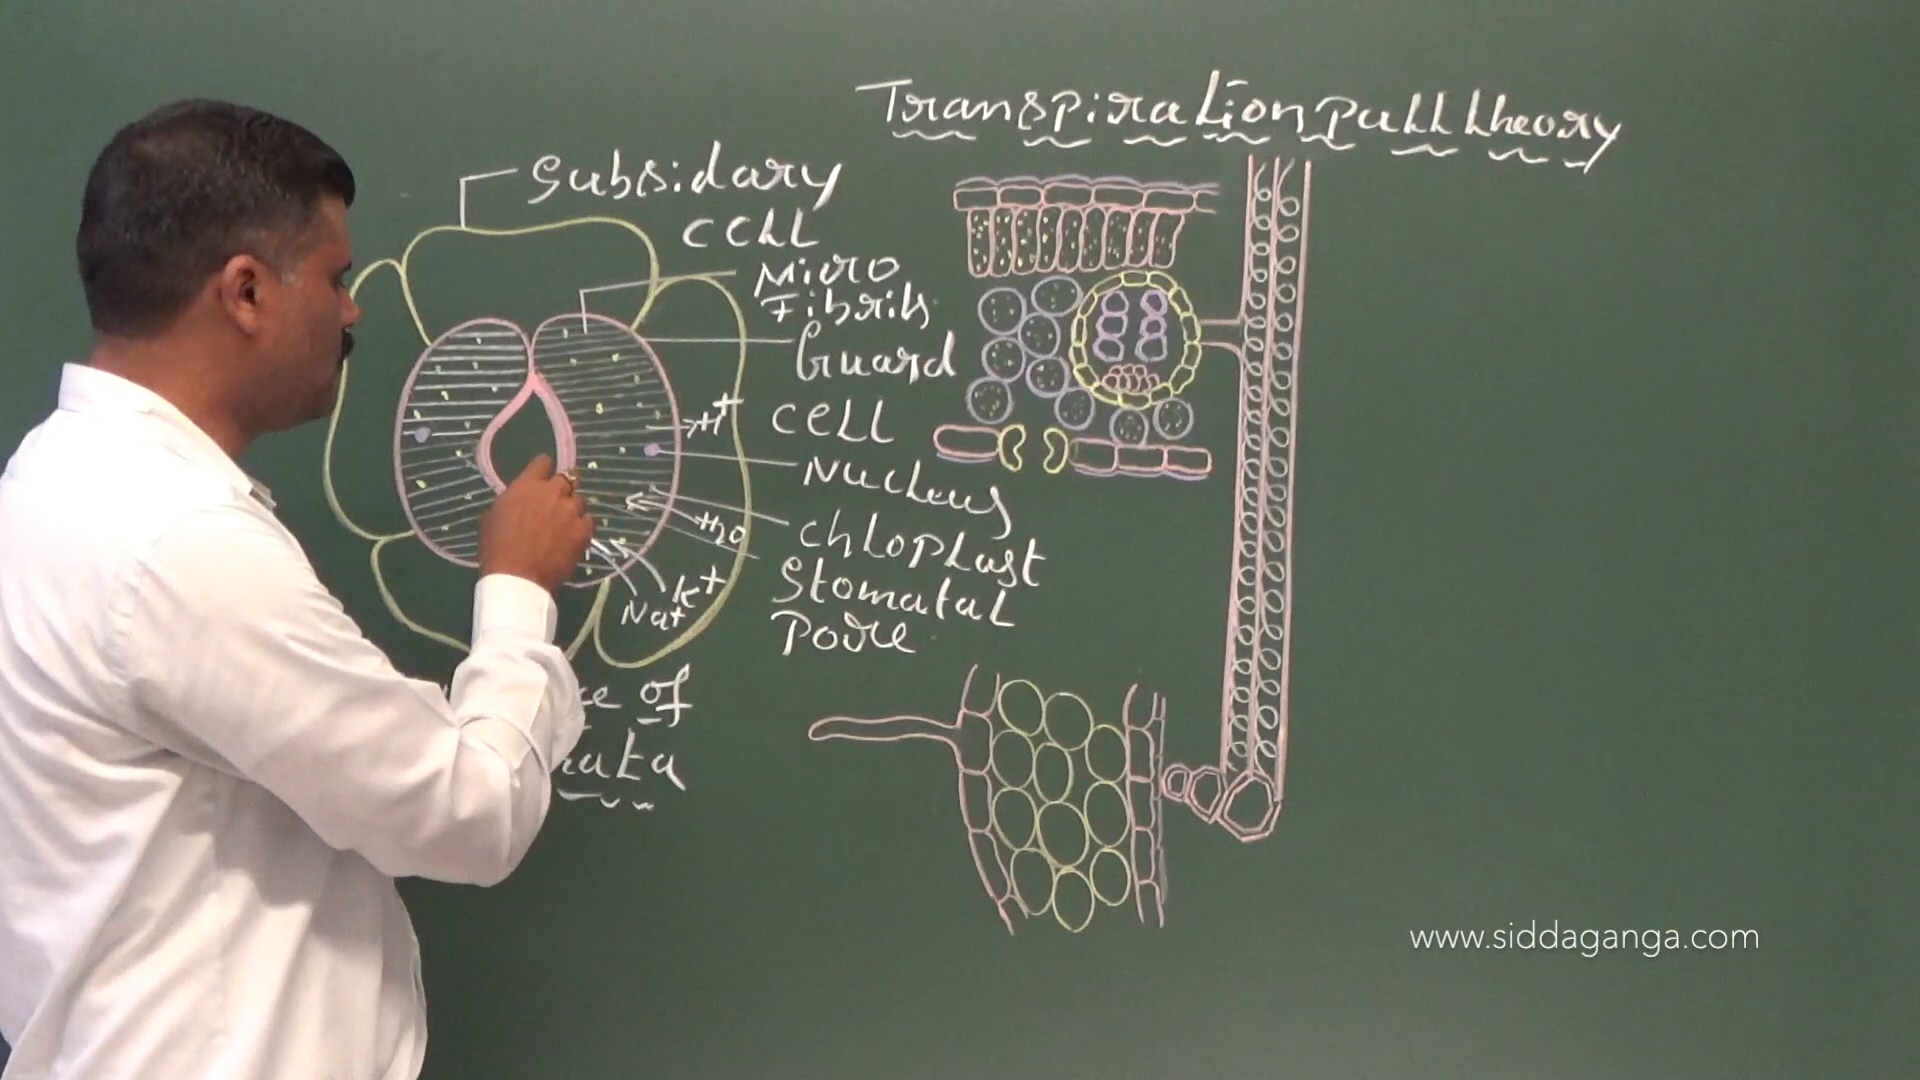 Transpiration pull theory
Subsidary
cell
Micro
Fibrils
Guard
cell
H+
Nucleus
chloplast
H2O
Stomatal
Pore
K+
Na+
of
www.siddaganga.com